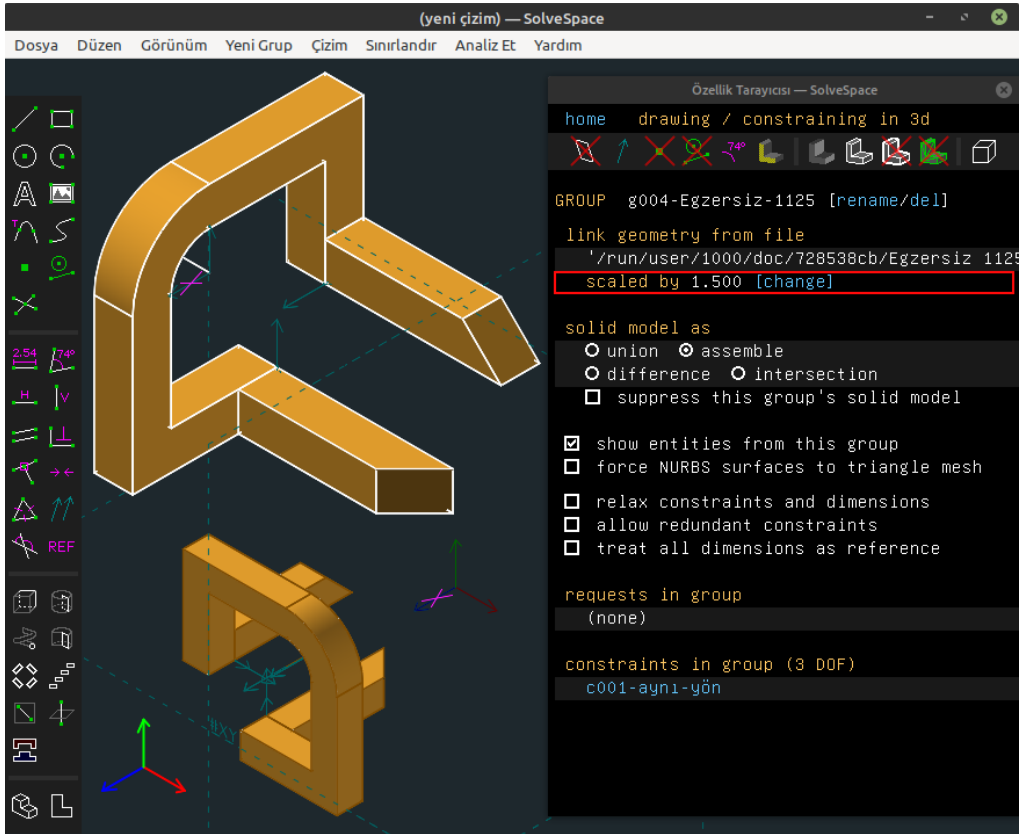 (yeni çizim) — SolveSpace
Dosya Düzen Görünüm Yeni Grup Çizim Sınırlandır Analiz Et Yardım
Özellik Tarayıcısı — SolveSpace
home drawing / constraining in 3d
74°
GROUP g004-Egzersiz-1125 [rename/del]
link geometry from file
'/run/user/1000/doc/728538cb/Egzersiz 1125
scaled by 1.500 [change]
solid model as
union assemble
difference intersection
suppress this group's solid model
show entities from this group
force NURBS surfaces to triangle mesh
relax constraints and dimensions
allow redundant constraints
treat all dimensions as reference
requests in group
(none)
constraints in group (3 DOF)
c001-aynı-yön
A
T
2.54 74°
H V
REF
XY